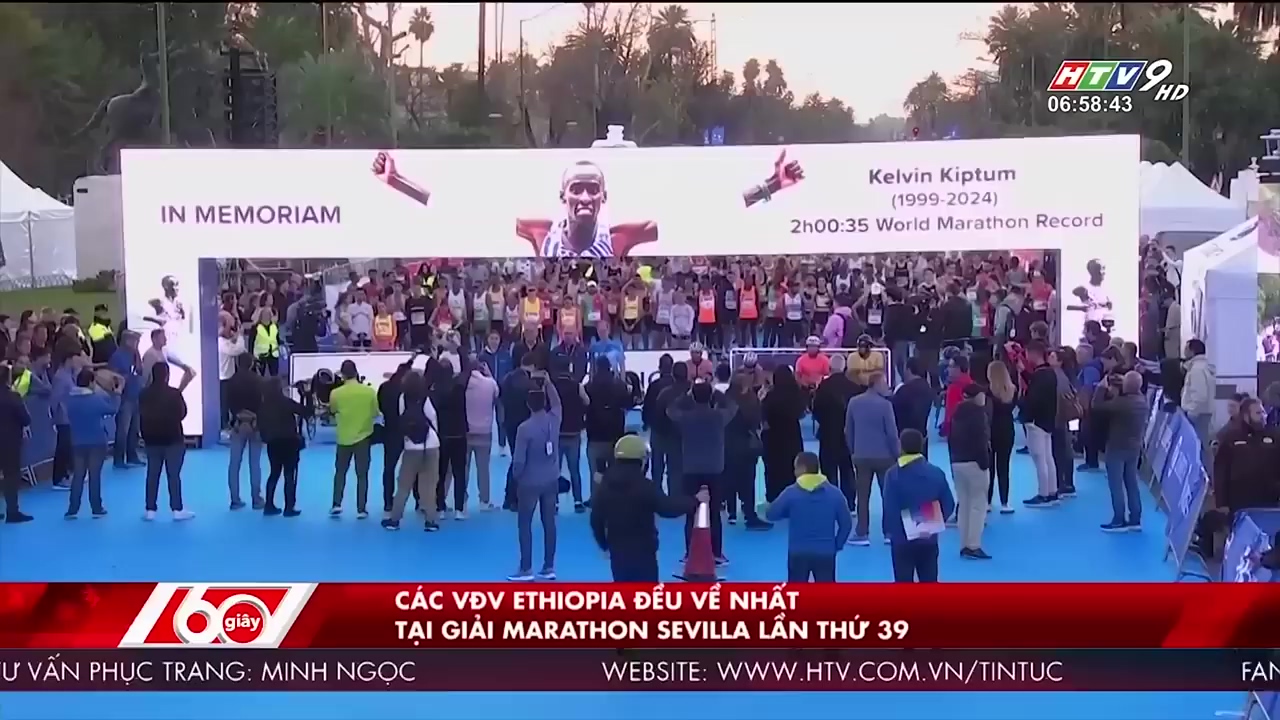 HTV9 HD
06:58:43
IN MEMORIAM
Kelvin Kiptum
(1999-2024)
2h00:35 World Marathon Record
60 giây
CÁC VĐV ETHIOPIA ĐỀU VỀ NHẤT
TẠI GIẢI MARATHON SEVILLA LẦN THỨ 39
TƯ VẤN PHỤC TRANG: MINH NGỌC WEBSITE: WWW.HTV.COM.VN/TINTUC FAN